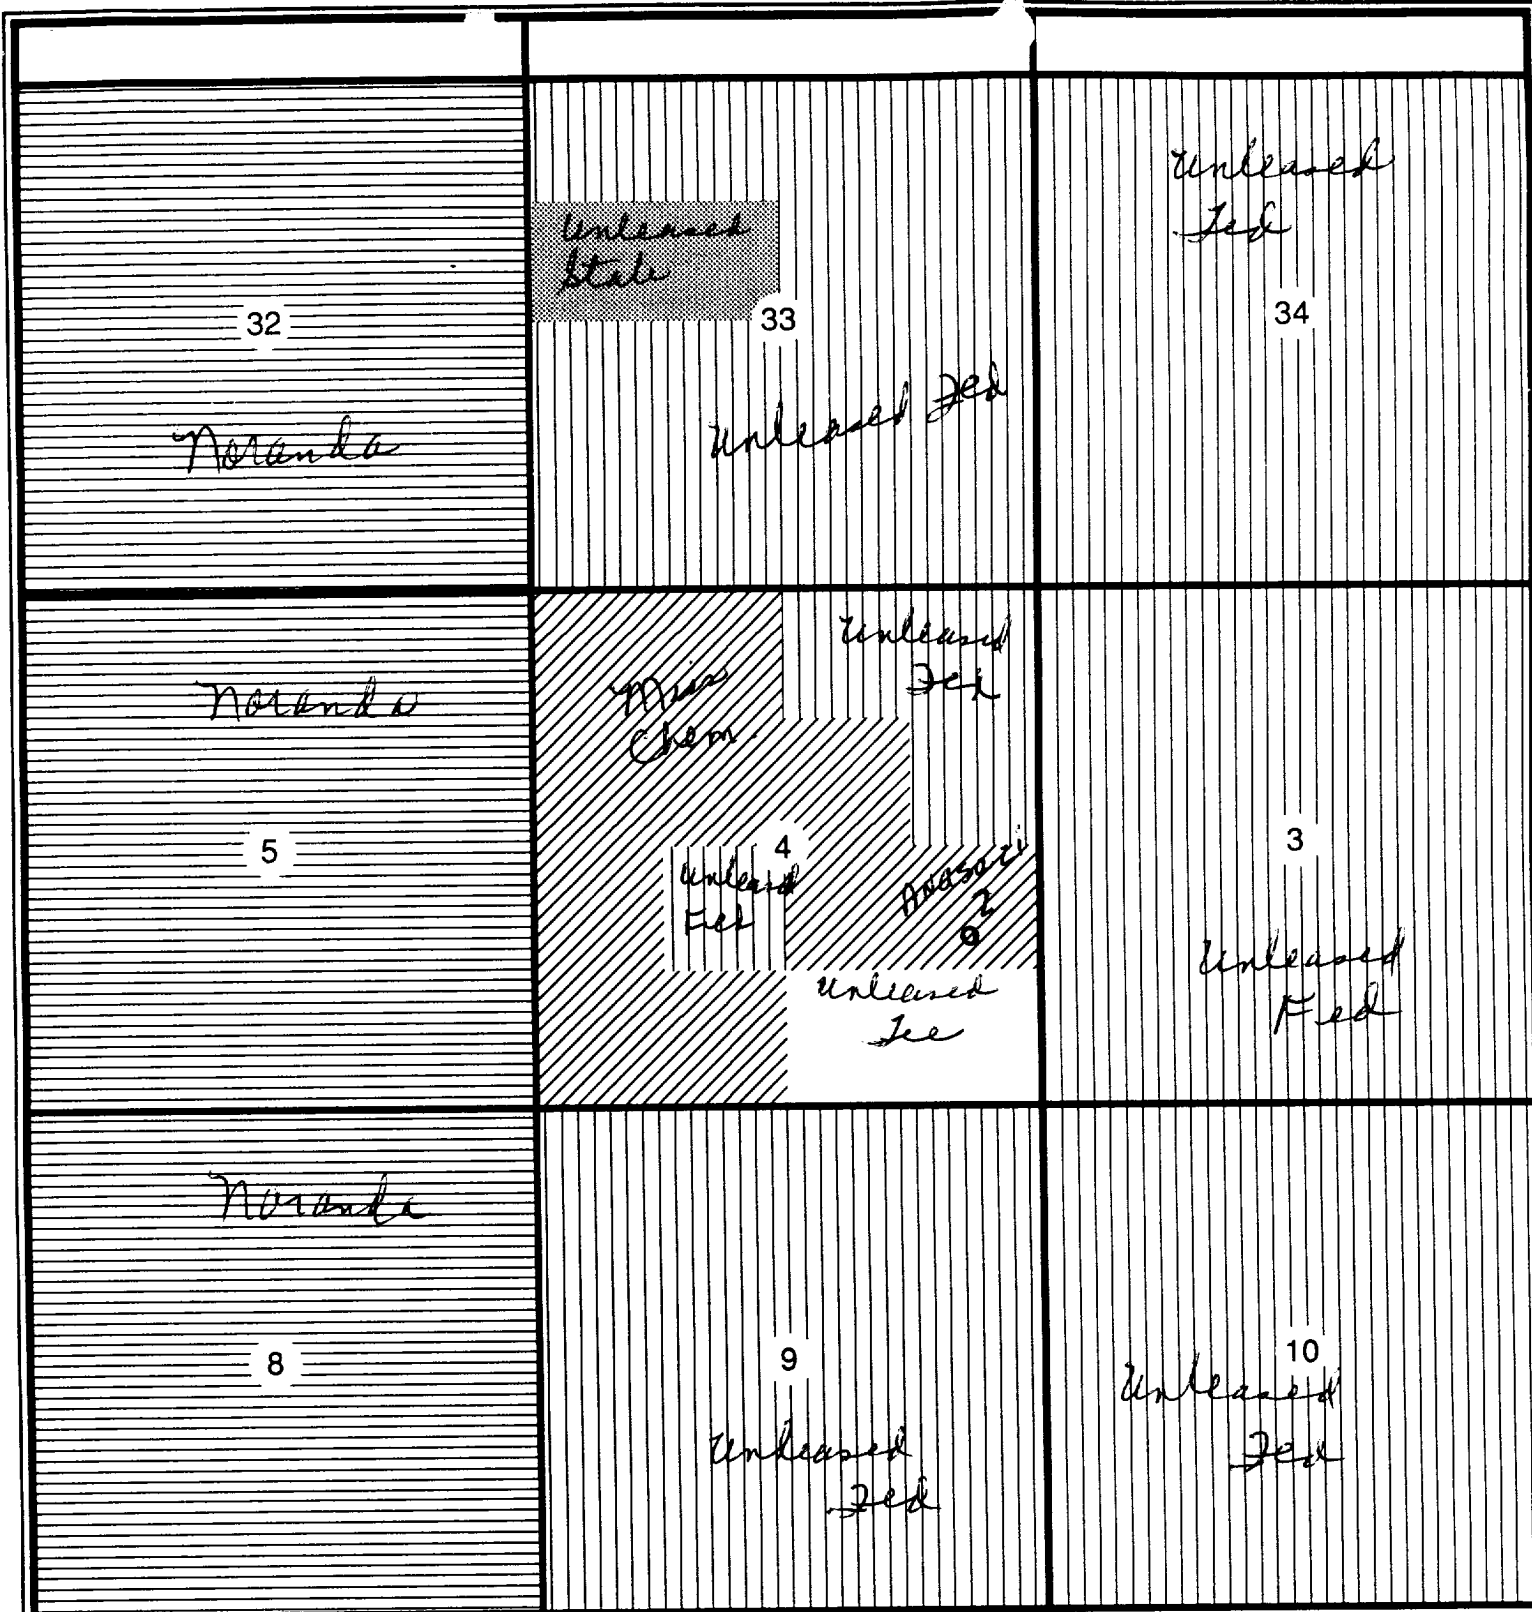 Unleased
Fed
Unleased
State
32
33
34
Unleased Fed
Noranda
Unleased
Fed
Noranda
Miss
Chem
5
4
3
Unleased
Fed
Anasazi
2
Unleased
Fed
Unleased
Fee
Noranda
8
9
10
Unleased
Fed
Unleased
Fed